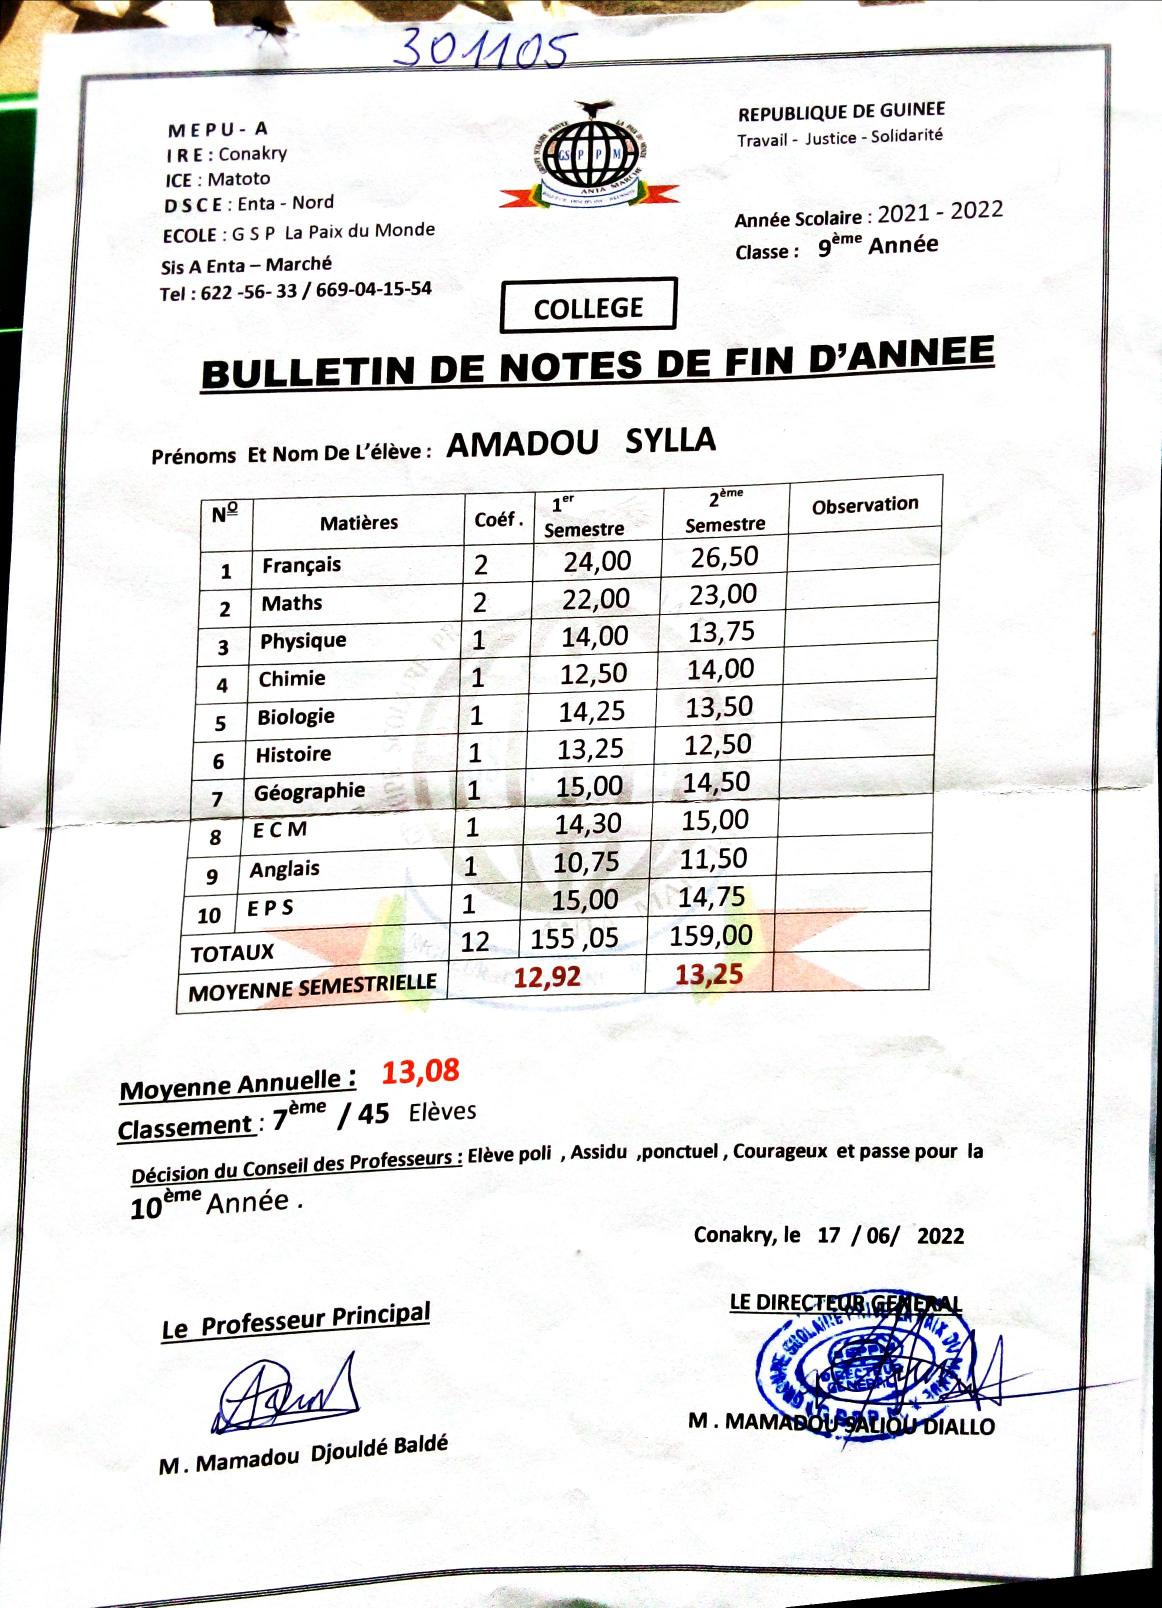 301105
MEPU - A
IRE : Conakry
ICE : Matoto
DSCE : Enta - Nord
ECOLE : G S P La Paix du Monde
Sis A Enta – Marché
Tel : 622 -56- 33 / 669-04-15-54
GS P P M
ANTA MARCHE
REPUBLIQUE DE GUINEE
Travail - Justice - Solidarité
Année Scolaire : 2021 - 2022
Classe : 9ème Année
COLLEGE
BULLETIN DE NOTES DE FIN D'ANNEE
Prénoms Et Nom De L'élève : AMADOU SYLLA
Nº Matières Coéf . 1er Semestre 2ème Semestre Observation
1 Français 2 24,00 26,50
2 Maths 2 22,00 23,00
3 Physique 1 14,00 13,75
4 Chimie 1 12,50 14,00
5 Biologie 1 14,25 13,50
6 Histoire 1 13,25 12,50
7 Géographie 1 15,00 14,50
8 E C M 1 14,30 15,00
9 Anglais 1 10,75 11,50
10 E P S 1 15,00 14,75
TOTAUX 12 155 ,05 159,00
MOYENNE SEMESTRIELLE 12,92 13,25
Moyenne Annuelle : 13,08
Classement : 7ème / 45 Elèves
Décision du Conseil des Professeurs : Elève poli , Assidu ,ponctuel , Courageux et passe pour la
10ème Année .
Conakry, le 17 / 06/ 2022
Le Professeur Principal
LE DIRECTEUR GENERAL
DIRECTEUR
GENERAL
M . Mamadou Djouldé Baldé
M . MAMADOU SALIOU DIALLO